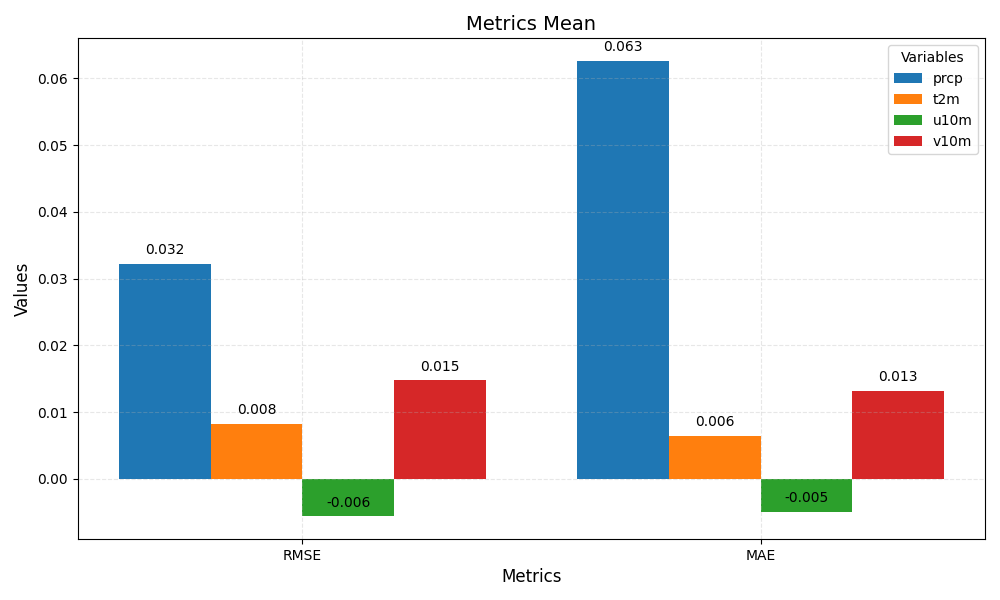 Metrics Mean
Values
0.06
0.05
0.04
0.03
0.02
0.01
0.00
0.032
0.008
-0.006
0.015
0.063
0.006
-0.005
0.013
Variables
prcp
t2m
u10m
v10m
RMSE
MAE
Metrics